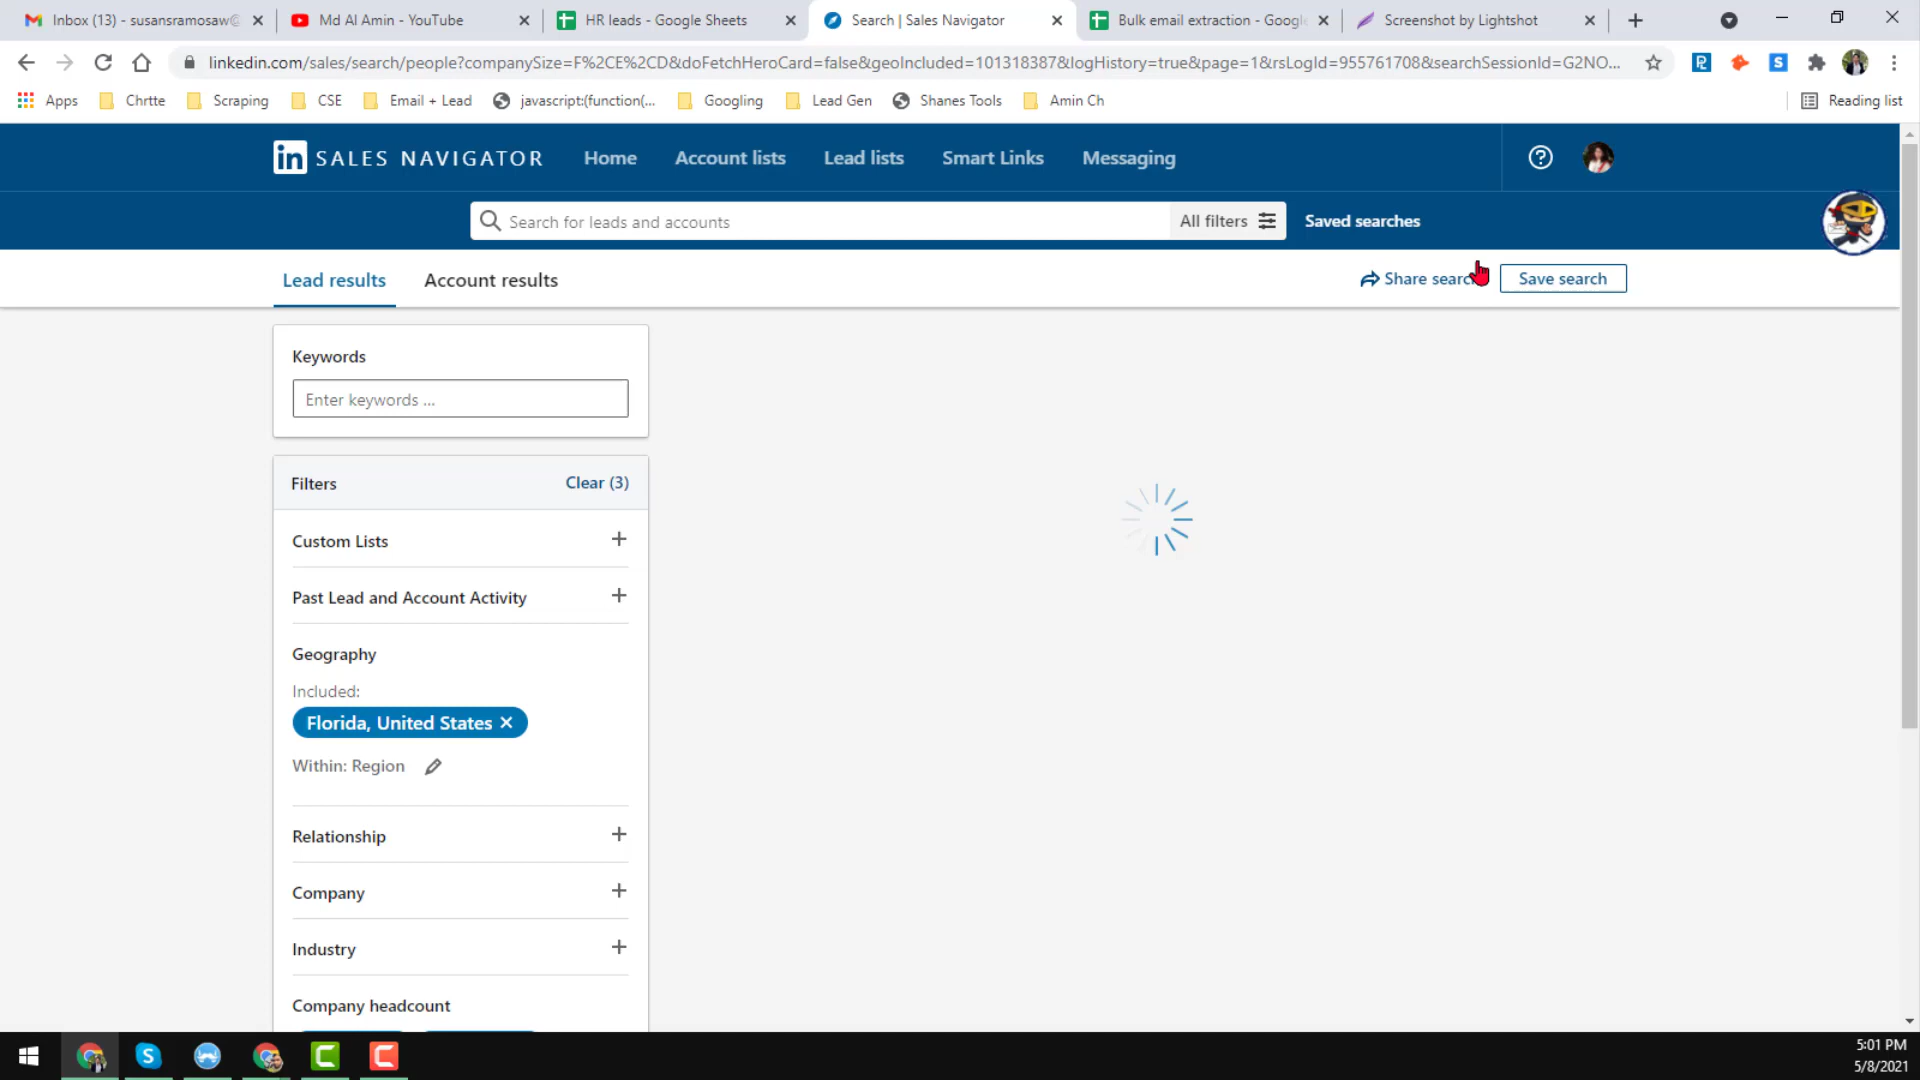 Inbox (13) - susansramosaw@
Md Al Amin - YouTube
HR leads - Google Sheets
Search | Sales Navigator
Bulk email extraction - Googl
Screenshot by Lightshot
linkedin.com/sales/search/people?companySize=F%2CE%2CD&doFetchHeroCard=false&geoIncluded=101318387&logHistory=true&page=1&rsLogId=955761708&searchSessionId=G2NO...
Apps
Chrtte
Scraping
CSE
Email + Lead
javascript:(function(...
Googling
Lead Gen
Shanes Tools
Amin Ch
Reading list
in SALES NAVIGATOR
Home
Account lists
Lead lists
Smart Links
Messaging
Search for leads and accounts
All filters
Saved searches
Lead results
Account results
Share search
Save search
Keywords
Enter keywords ...
Filters
Clear (3)
Custom Lists
Past Lead and Account Activity
Geography
Included:
Florida, United States
Within: Region
Relationship
Company
Industry
Company headcount
5:01 PM
5/8/2021